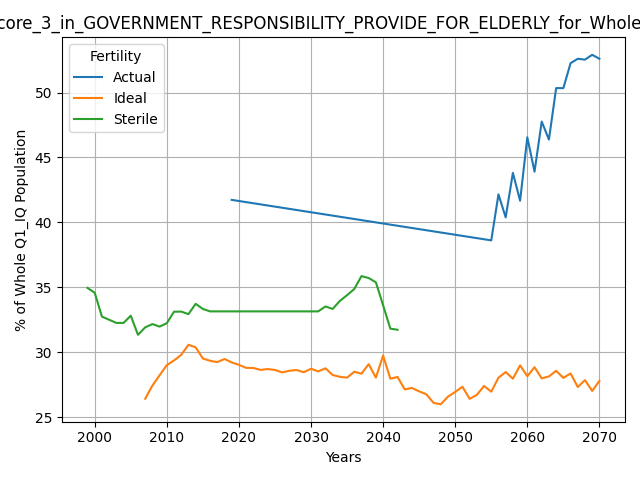 core_3_in_GOVERNMENT_RESPONSIBILITY_PROVIDE_FOR_ELDERLY_for_Whole
Fertility
Actual
Ideal
Sterile
% of Whole Q1_IQ Population
50
45
40
35
30
25
2000 2010 2020 2030 2040 2050 2060 2070
Years